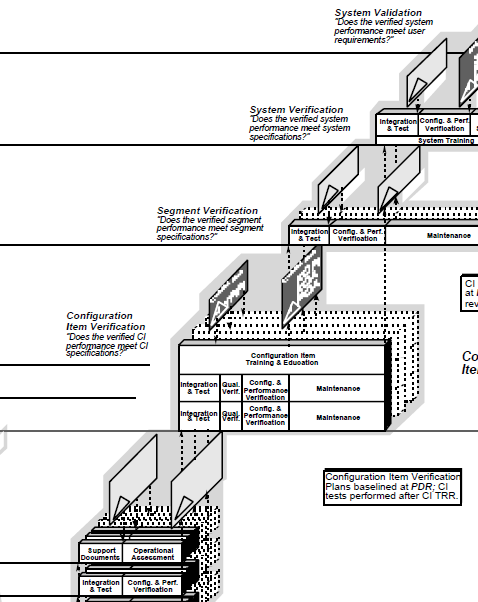 System Validation
"Does the verified system
performance meet user
requirements?"
System Verification
"Does the verified system
performance meet system
specifications?"
Integration
& Test
Config. & Perf.
Verification
System Training
Segment Verification
"Does the verified segment
performance meet segment
specifications?"
Integration
& Test
Config. & Perf.
Verification
Maintenance
CI
at
rev
Configuration
Item Verification
"Does the verified CI
performance meet CI
specifications?"
Co
Ite
Configuration Item
Training & Education
Integration
& Test
Qual.
Verif.
Config. &
Performance
Verification
Maintenance
Integration
& Test
Qual.
Verif.
Config. &
Performance
Verification
Maintenance
Configuration Item Verification
Plans baselined at PDR; CI
tests performed after CI TRR.
Support
Documents
Operational
Assessment
Integration
& Test
Config. & Perf.
Verification